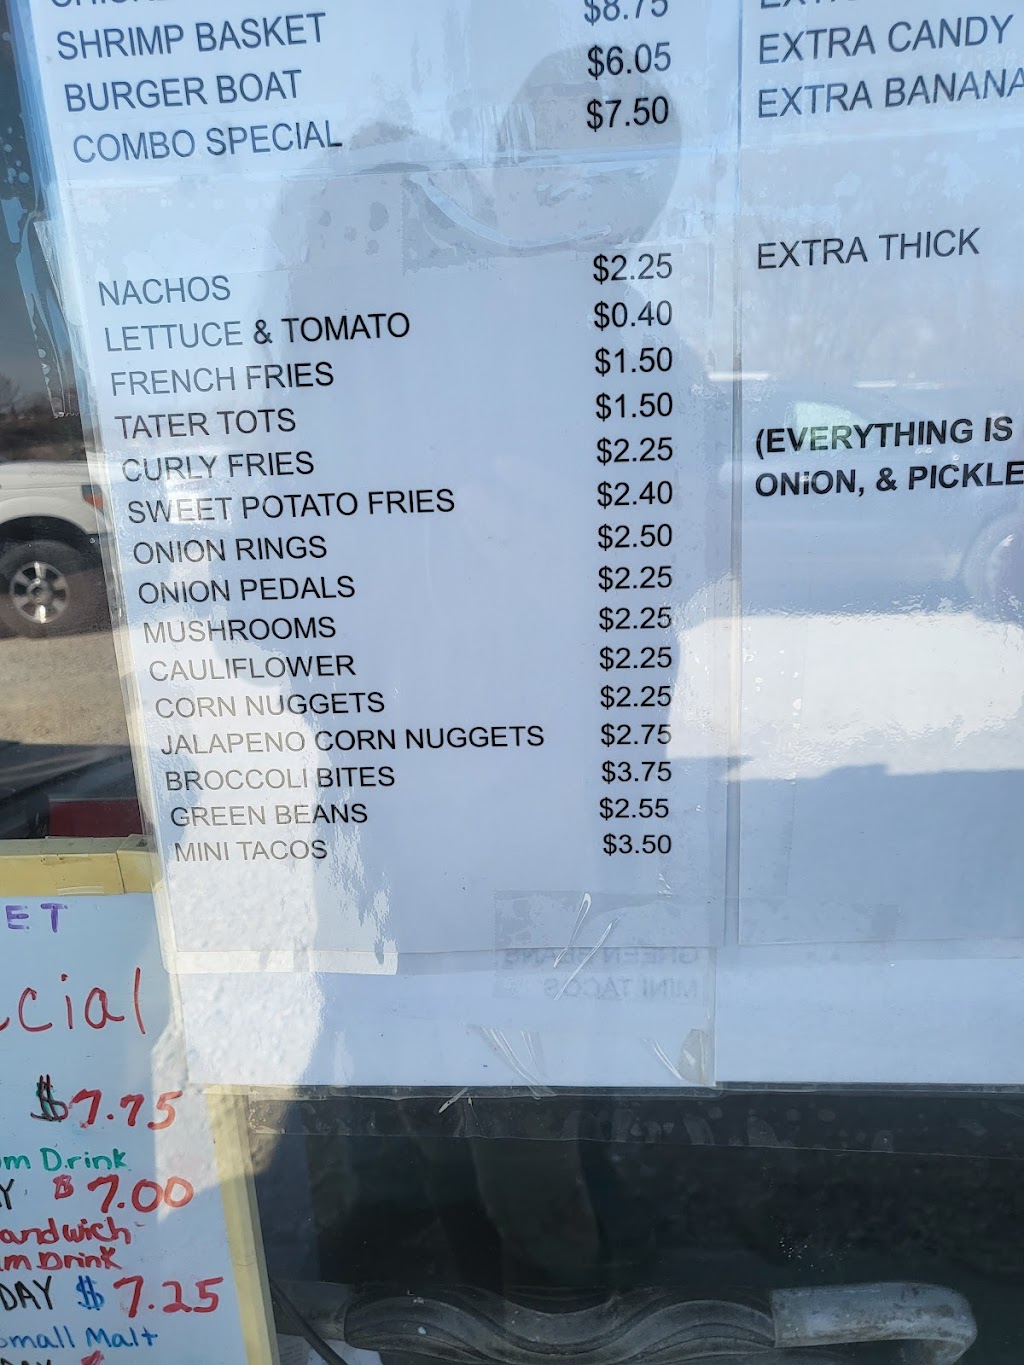 SHRIMP BASKET $8.75
BURGER BOAT $6.05
COMBO SPECIAL $7.50
NACHOS $2.25
LETTUCE & TOMATO $0.40
FRENCH FRIES $1.50
TATER TOTS $1.50
CURLY FRIES $2.25
SWEET POTATO FRIES $2.40
ONION RINGS $2.50
ONION PEDALS $2.25
MUSHROOMS $2.25
CAULIFLOWER $2.25
CORN NUGGETS $2.25
JALAPENO CORN NUGGETS $2.75
BROCCOLI BITES $3.75
GREEN BEANS $2.55
MINI TACOS $3.50
EXTRA CANDY
EXTRA BANANA
EXTRA THICK
(EVERYTHING IS
ONiON, & PICKLE
ET
cial
$7.75
m Drink
Y $7.00
andwich
m Drink
DAY $7.25
Small Malt